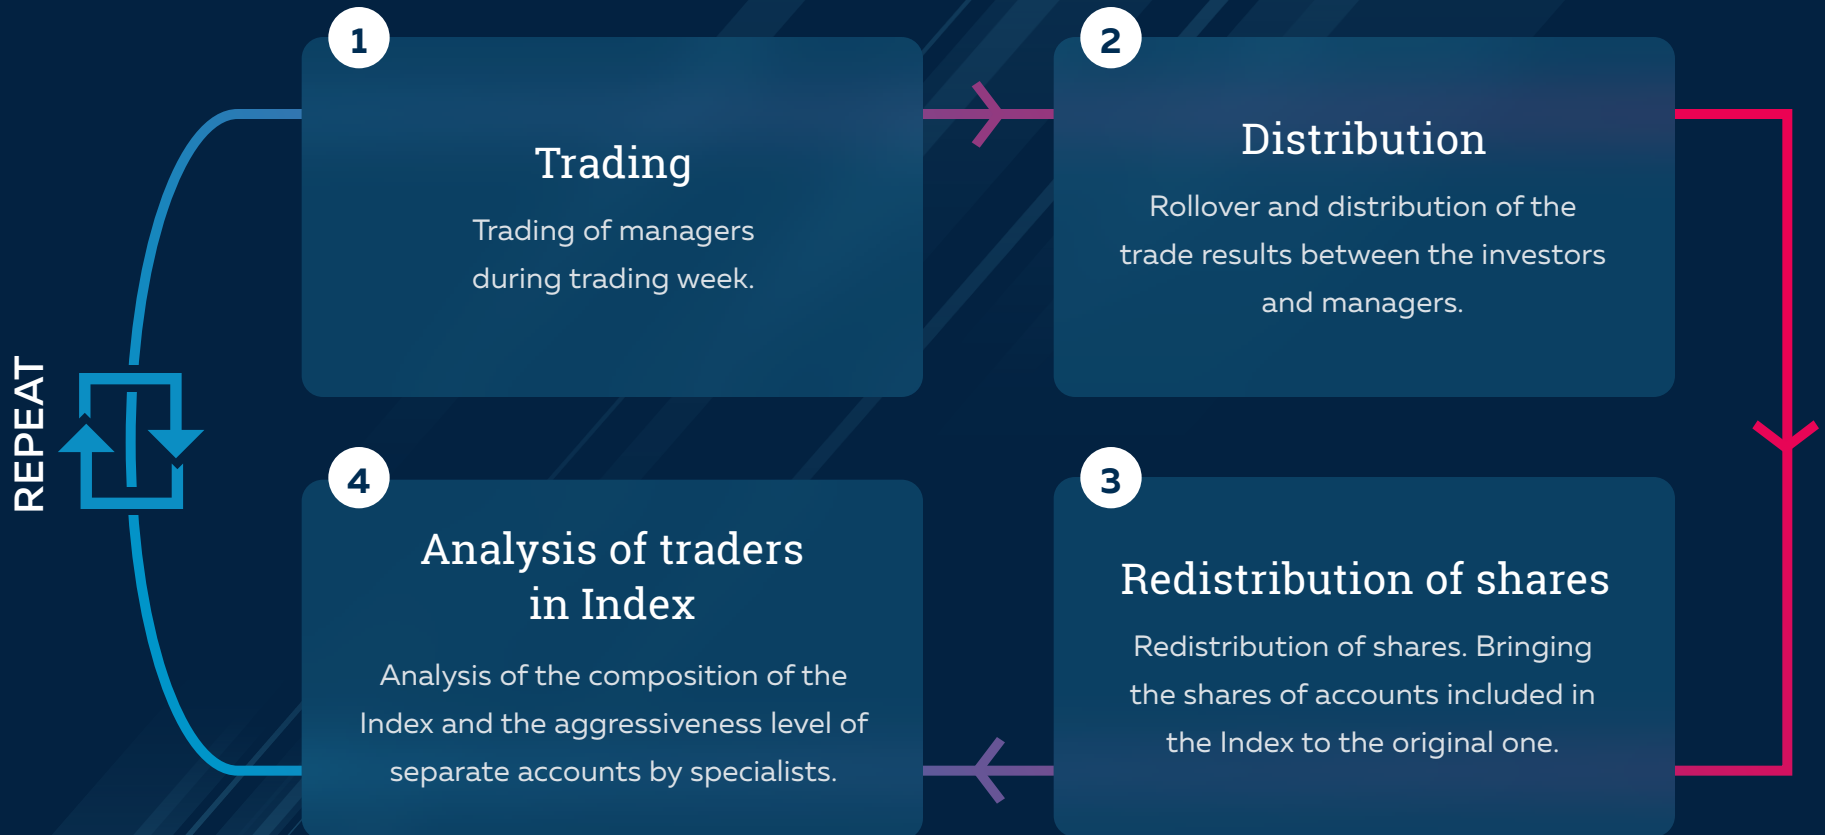 1
Trading
Trading of managers
during trading week.
2
Distribution
Rollover and distribution of the
trade results between the investors
and managers.
3
Redistribution of shares
Redistribution of shares. Bringing
the shares of accounts included in
the Index to the original one.
4
Analysis of traders
in Index
Analysis of the composition of the
Index and the aggressiveness level of
separate accounts by specialists.
REPEAT